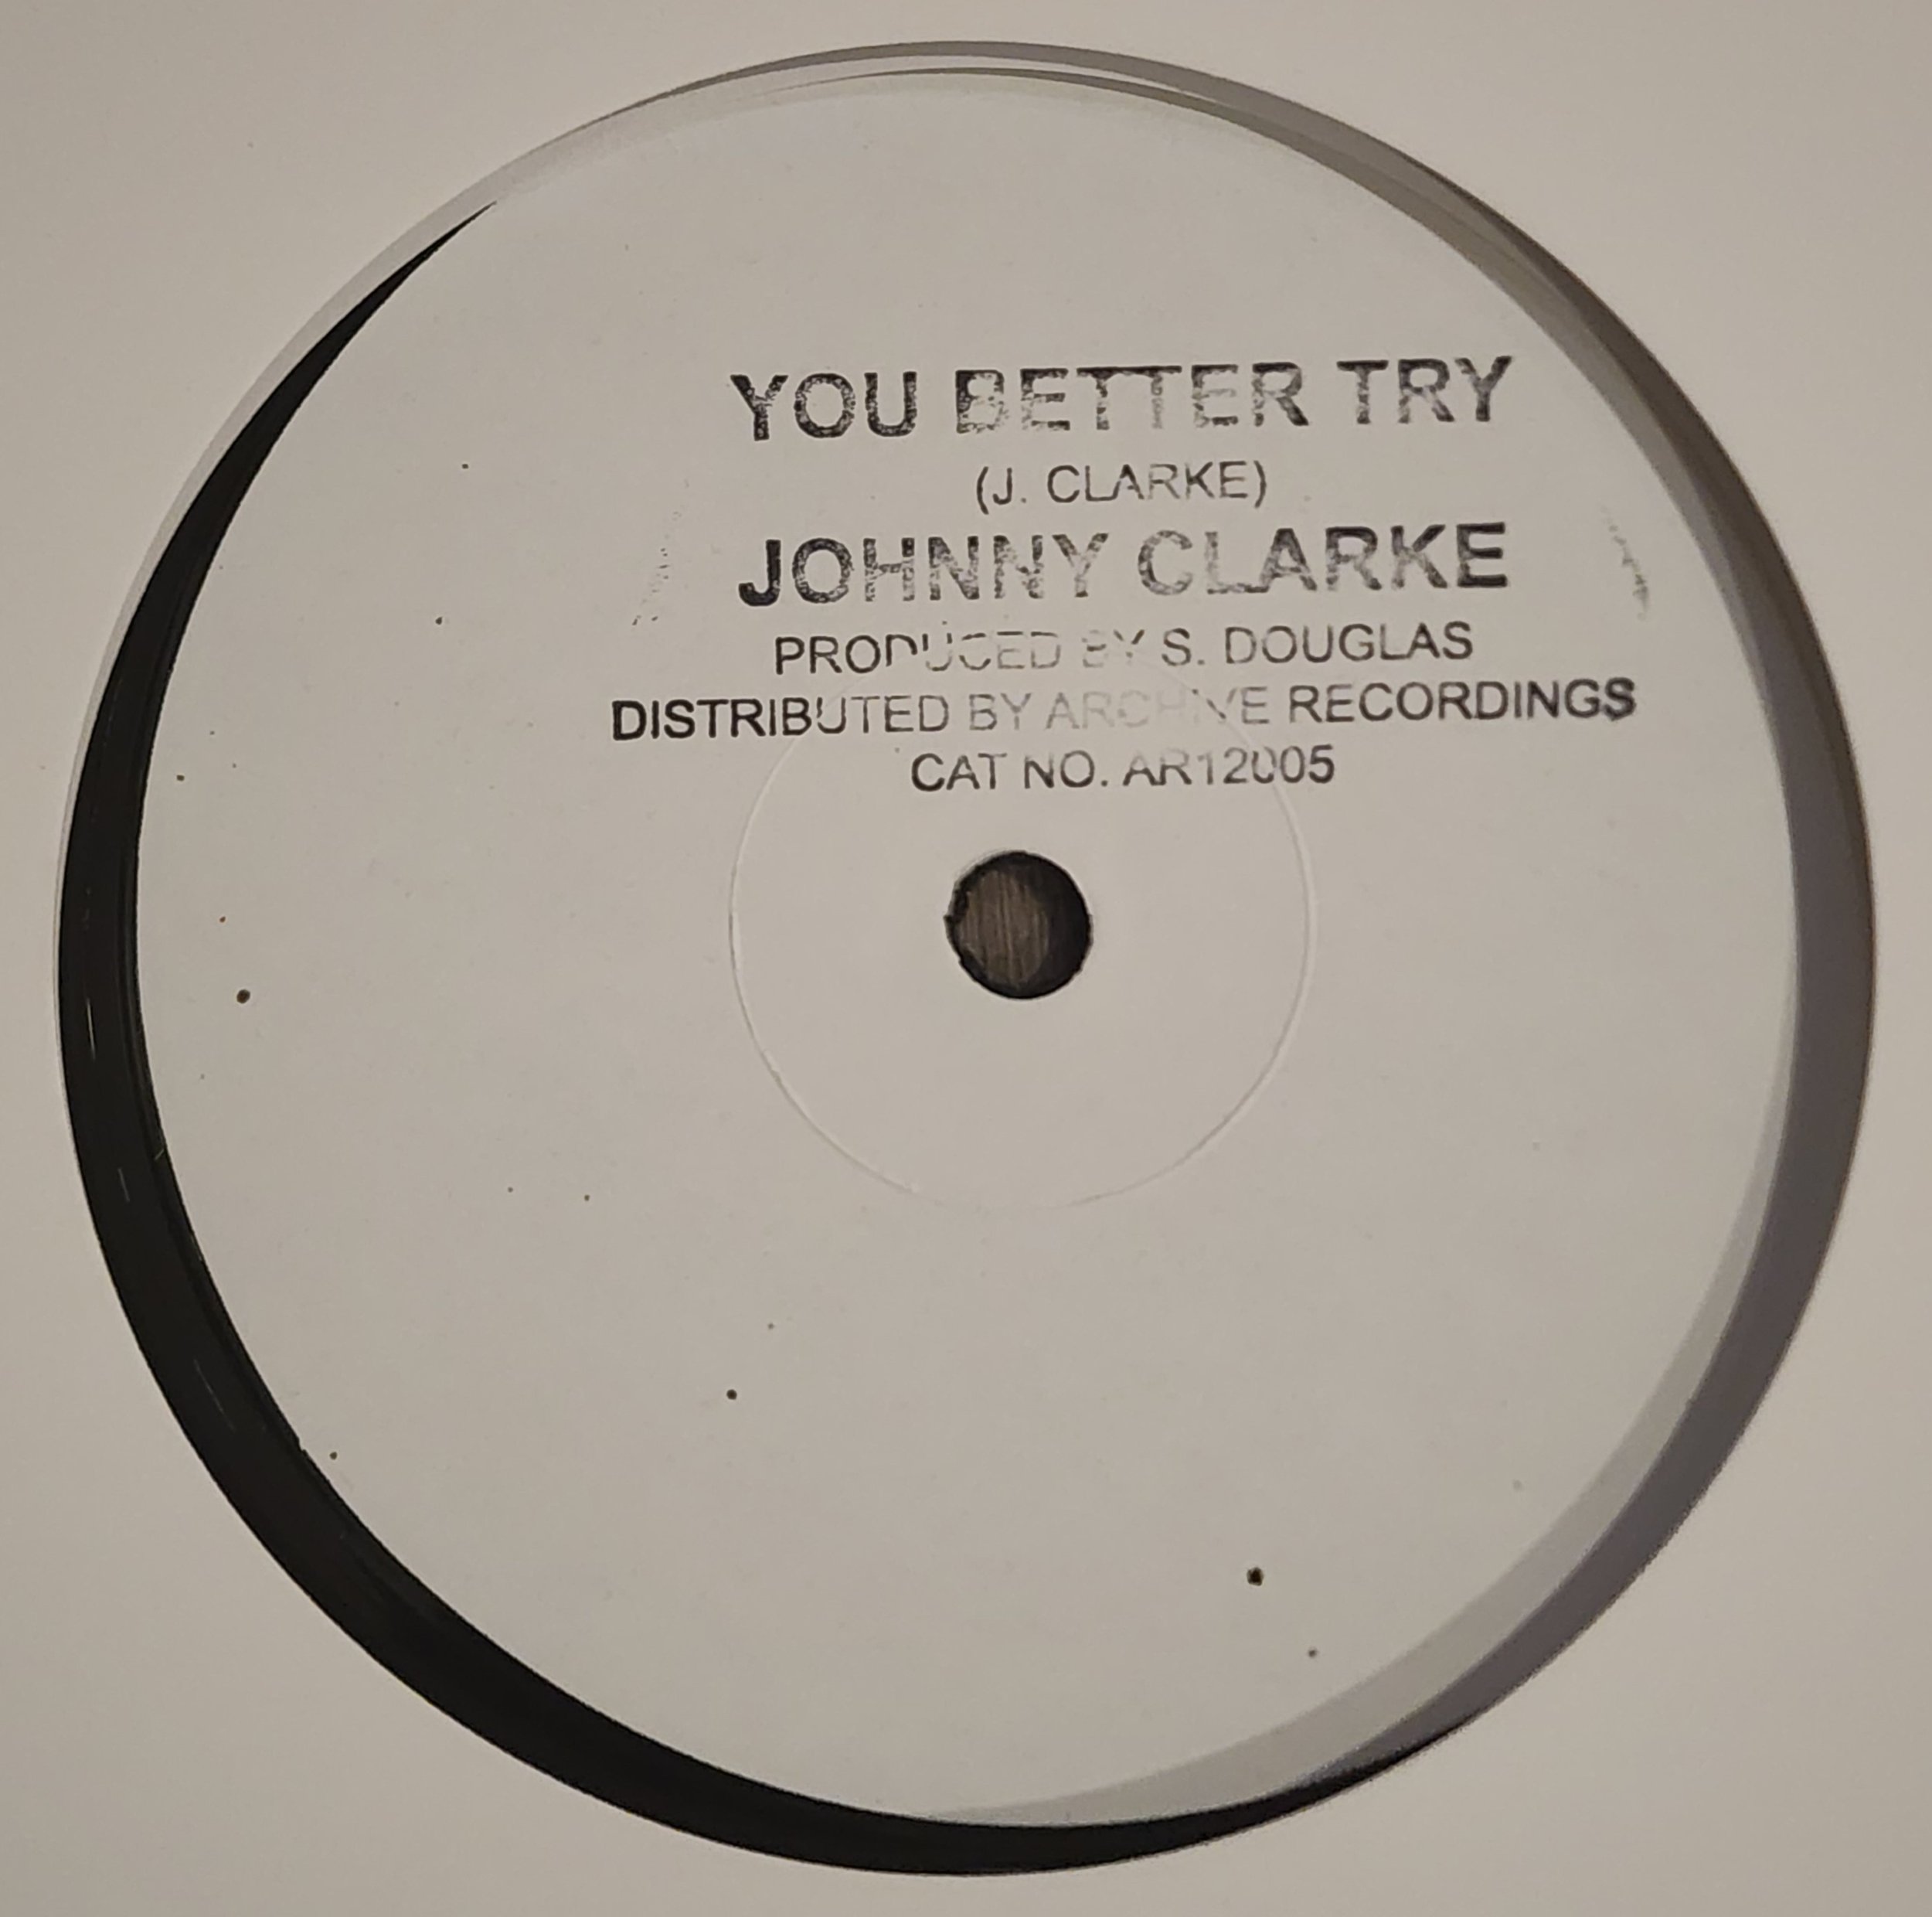 YOU BETTER TRY
(J. CLARKE)
JOHNNY CLARKE
PRODUCED BY S. DOUGLAS
DISTRIBUTED BY ARCHIVE RECORDINGS
CAT NO. AR12005